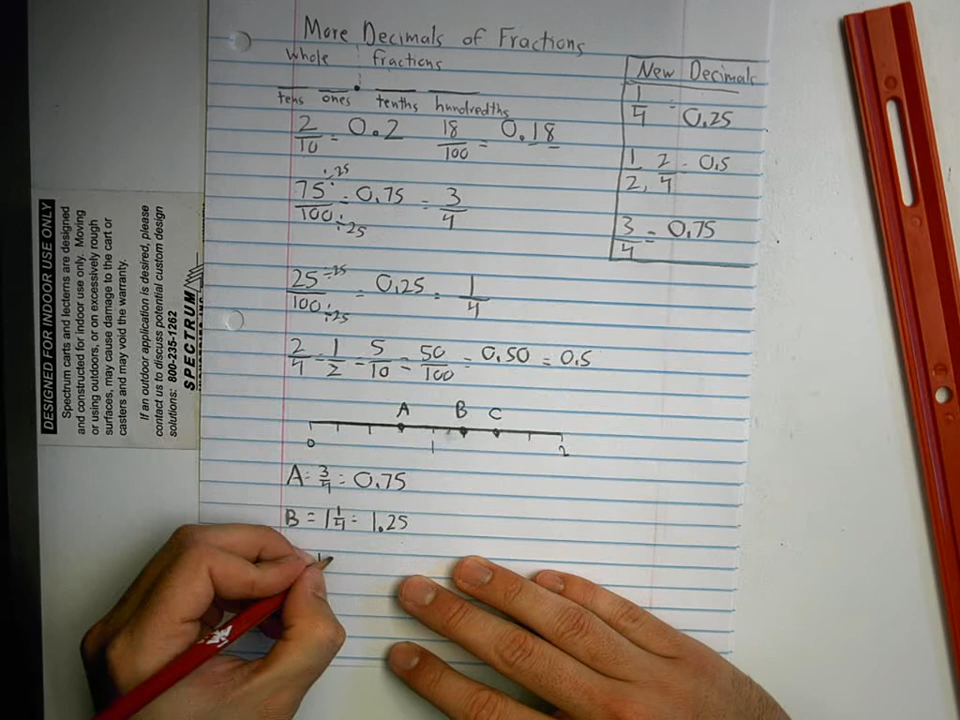 More Decimals of Fractions
whole fractions
tens ones . tenths hundredths
2/10 = 0.2 18/100 = 0.18
75/100 ÷25 ÷25 = 0.75 = 3/4
25/100 ÷25 ÷25 = 0.25 = 1/4
2/4 = 1/2 = 5/10 = 50/100 = 0.50 = 0.5
A B C
0 1 2
A = 3/4 = 0.75
B = 1 1/4 = 1.25
New Decimals
1/4 = 0.25
1/2, 2/4 = 0.5
3/4 = 0.75
DESIGNED FOR INDOOR USE ONLY
Spectrum carts and lecterns are designed
and constructed for indoor use only. Moving
or using outdoors, or on excessively rough
surfaces, may cause damage to the cart or
casters and may void the warranty.
If an outdoor application is desired, please
contact us to discuss potential custom design
solutions: 800-235-1262
SPECTRUM